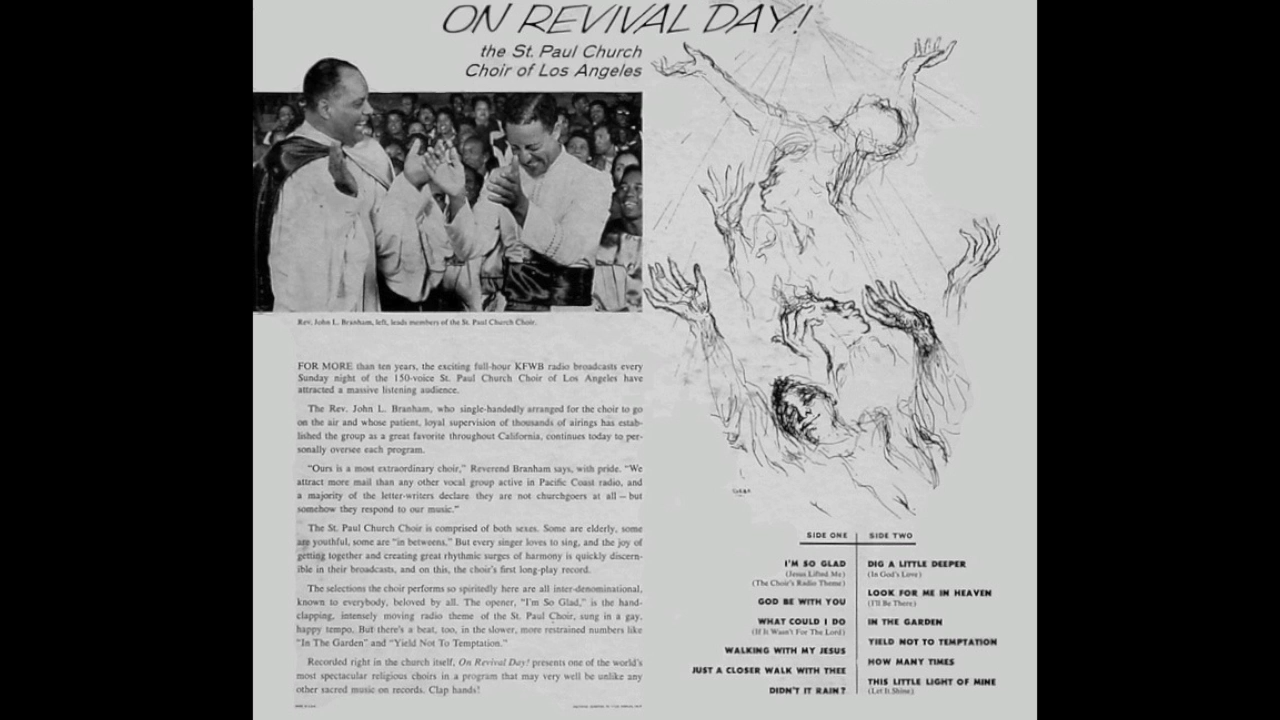 ON REVIVAL DAY!
the St. Paul Church
Choir of Los Angeles
Rev. John L. Branham, left, leads members of the St. Paul Church Choir.
FOR MORE than ten years, the exciting full-hour KFWB radio broadcasts every
Sunday night of the 150-voice St. Paul Church Choir of Los Angeles have
attracted a massive listening audience.
The Rev. John L. Branham, who single-handedly arranged for the choir to go
on the air and whose patient, loyal supervision of thousands of airings has estab-
lished the group as a great favorite throughout California, continues today to per-
sonally oversee each program.
“Ours is a most extraordinary choir,” Reverend Branham says, with pride. “We
attract more mail than any other vocal group active in Pacific Coast radio, and
a majority of the letter-writers declare they are not churchgoers at all – but
somehow they respond to our music.”
The St. Paul Church Choir is comprised of both sexes. Some are elderly, some
are youthful, some are “in betweens.” But every singer loves to sing, and the joy of
getting together and creating great rhythmic surges of harmony is quickly discern-
ible in their broadcasts, and on this, the choir’s first long-play record.
The selections the choir performs so spiritedly here are all inter-denominational,
known to everybody, beloved by all. The opener, “I’m So Glad,” is the hand-
clapping, intensely moving radio theme of the St. Paul Choir, sung in a gay,
happy tempo. But there’s a beat, too, in the slower, more restrained numbers like
“In The Garden” and “Yield Not To Temptation.”
Recorded right in the church itself, On Revival Day! presents one of the world’s
most spectacular religious choirs in a program that may very well be unlike any
other sacred music on records. Clap hands!
SIDE ONE
I’M SO GLAD
(Jesus Lifted Me)
(The Choir’s Radio Theme)
GOD BE WITH YOU
WHAT COULD I DO
(If It Wasn’t For The Lord)
WALKING WITH MY JESUS
JUST A CLOSER WALK WITH THEE
DIDN’T IT RAIN?
SIDE TWO
DIG A LITTLE DEEPER
(In God’s Love)
LOOK FOR ME IN HEAVEN
(I’ll Be There)
IN THE GARDEN
YIELD NOT TO TEMPTATION
HOW MANY TIMES
THIS LITTLE LIGHT OF MINE
(Let It Shine)